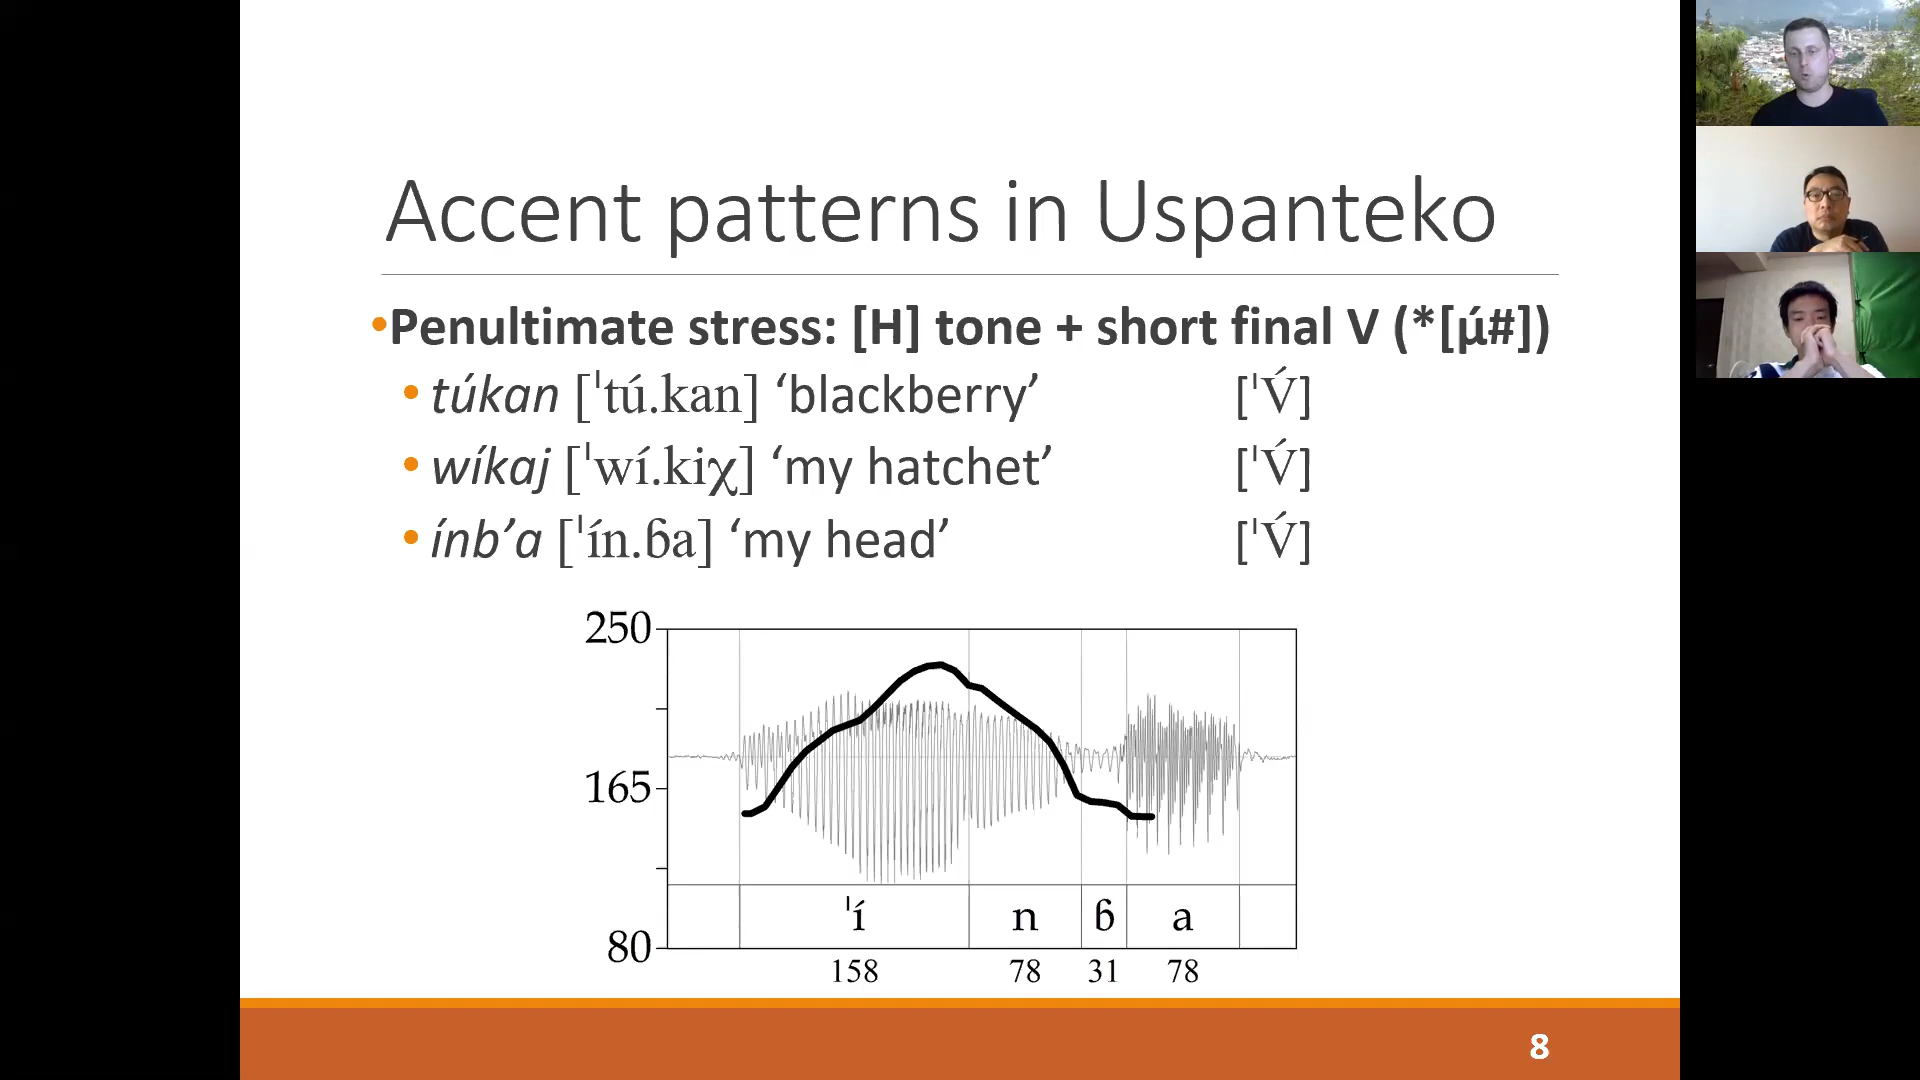 Accent patterns in Uspanteko
•Penultimate stress: [H] tone + short final V (*[μ́#])
• túkan [ˈtú.kan] ‘blackberry’ [ˈV́]
• wíkaj [ˈwí.kiχ] ‘my hatchet’ [ˈV́]
• ínb’a [ˈín.ɓa] ‘my head’ [ˈV́]
250
165
80
ˈí n ɓ a
158 78 31 78
8